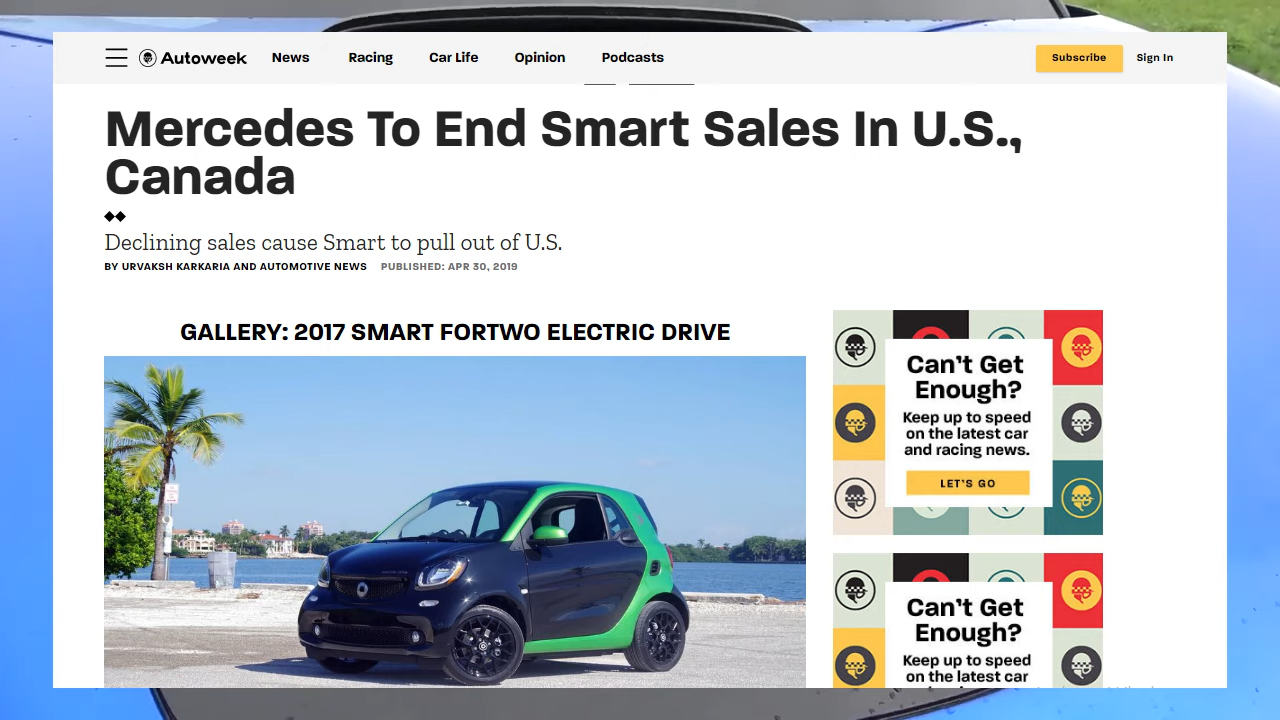 Autoweek News Racing Car Life Opinion Podcasts Subscribe Sign In
Mercedes To End Smart Sales In U.S.,
Canada
Declining sales cause Smart to pull out of U.S.
BY URVAKSH KARKARIA AND AUTOMOTIVE NEWS PUBLISHED: APR 30, 2019
GALLERY: 2017 SMART FORTWO ELECTRIC DRIVE
Can't Get
Enough?
Keep up to speed
on the latest car
and racing news.
LET'S GO
Can't Get
Enough?
Keep up to speed
on the latest car